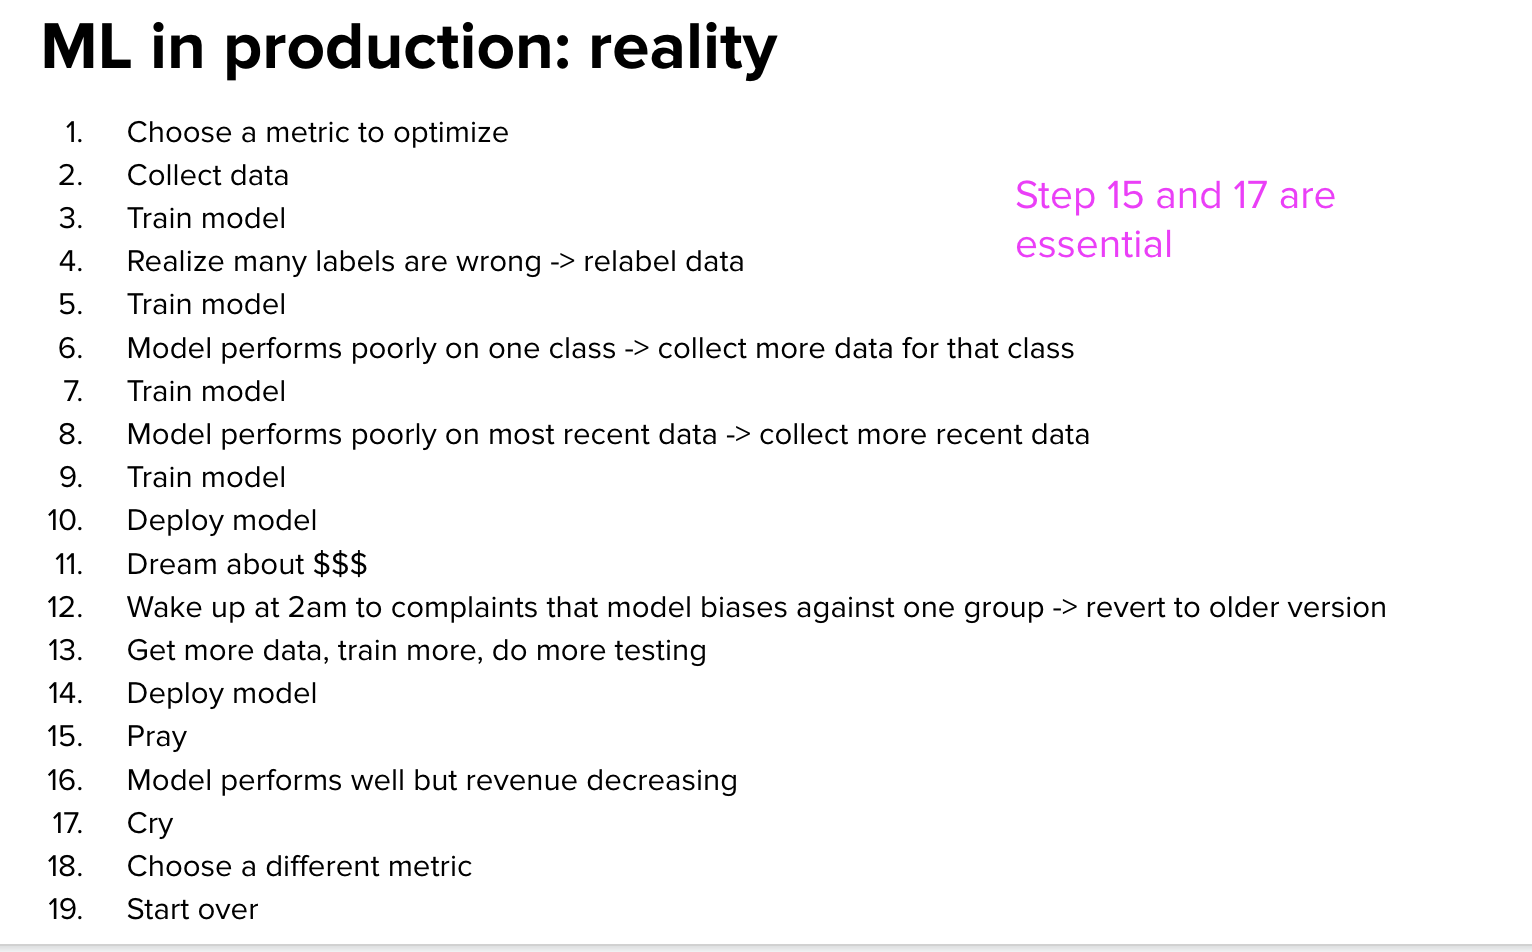 ML in production: reality
1. Choose a metric to optimize
2. Collect data
3. Train model
4. Realize many labels are wrong -> relabel data
5. Train model
6. Model performs poorly on one class -> collect more data for that class
7. Train model
8. Model performs poorly on most recent data -> collect more recent data
9. Train model
10. Deploy model
11. Dream about $$$
12. Wake up at 2am to complaints that model biases against one group -> revert to older version
13. Get more data, train more, do more testing
14. Deploy model
15. Pray
16. Model performs well but revenue decreasing
17. Cry
18. Choose a different metric
19. Start over
Step 15 and 17 are
essential